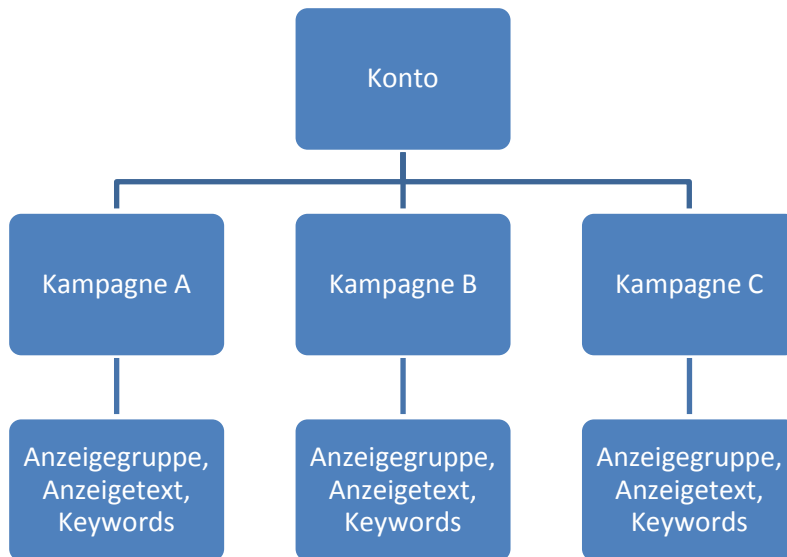 Konto
Kampagne A
Kampagne B
Kampagne C
Anzeigegruppe,
Anzeigetext,
Keywords
Anzeigegruppe,
Anzeigetext,
Keywords
Anzeigegruppe,
Anzeigetext,
Keywords